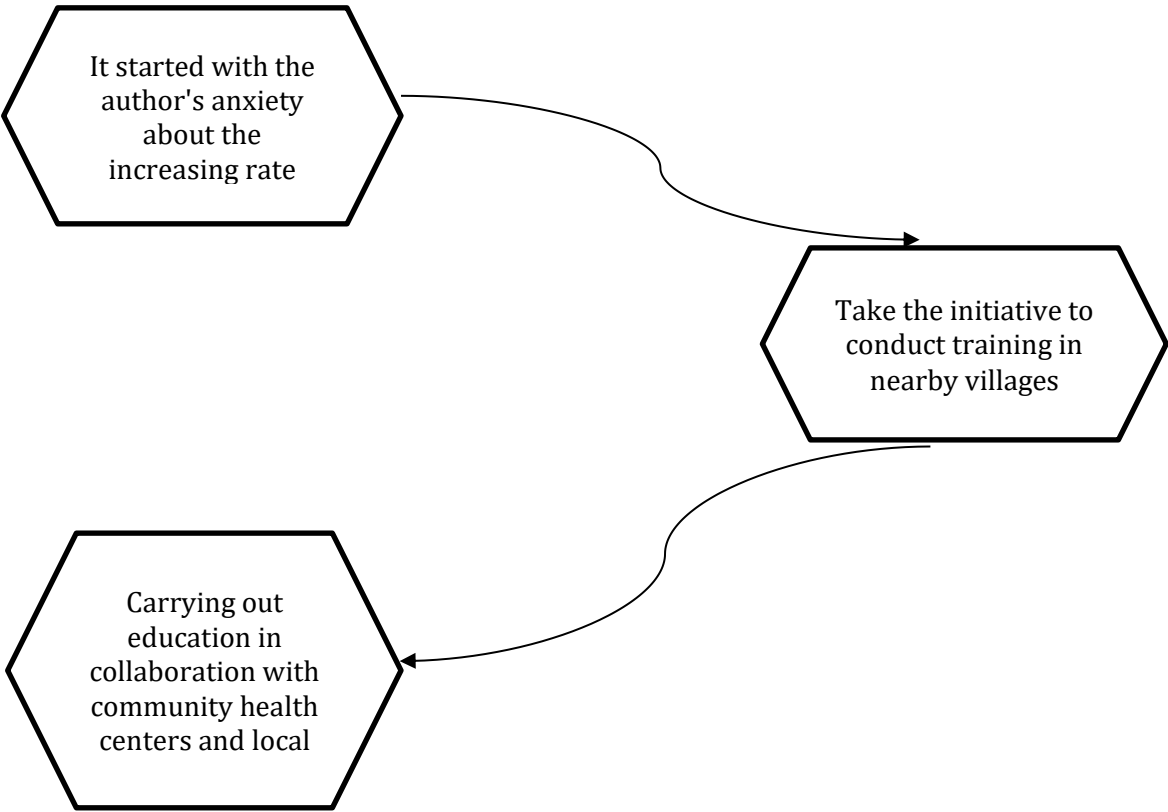 It started with the
author's anxiety
about the
increasing rate
Take the initiative to
conduct training in
nearby villages
Carrying out
education in
collaboration with
community health
centers and local